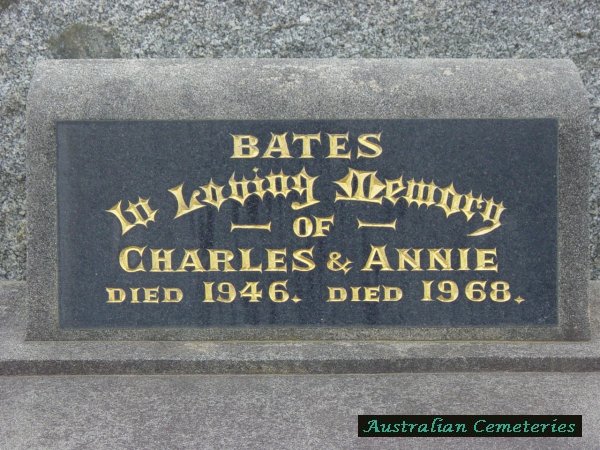 BATES
In Loving Memory
— OF —
CHARLES & ANNIE
DIED 1946. DIED 1968.
Australian Cemeteries